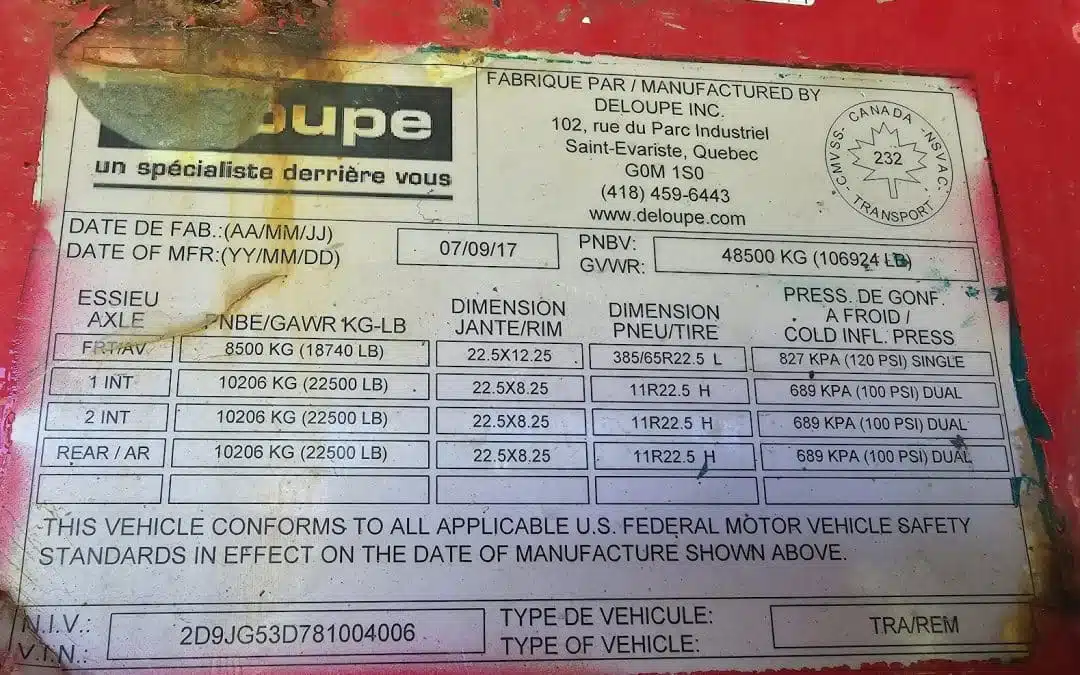 oupe
un spécialiste derrière vous
FABRIQUE PAR / MANUFACTURED BY
DELOUPE INC.
102, rue du Parc Industriel
Saint-Evariste, Quebec
G0M 1S0
(418) 459-6443
www.deloupe.com
CANADA
CMVSS - NSVAC
232
TRANSPORT
DATE DE FAB.:(AA/MM/JJ)
DATE OF MFR:(YY/MM/DD)
07/09/17
PNBV:
GVWR:
48500 KG (106924 LB)
ESSIEU
AXLE
PNBE/GAWR KG-LB
DIMENSION
JANTE/RIM
DIMENSION
PNEU/TIRE
PRESS. DE GONF.
A FROID /
COLD INFL. PRESS
FRT/AV 8500 KG (18740 LB) 22.5X12.25 385/65R22.5 L 827 KPA (120 PSI) SINGLE
1 INT 10206 KG (22500 LB) 22.5X8.25 11R22.5 H 689 KPA (100 PSI) DUAL
2 INT 10206 KG (22500 LB) 22.5X8.25 11R22.5 H 689 KPA (100 PSI) DUAL
REAR / AR 10206 KG (22500 LB) 22.5X8.25 11R22.5 H 689 KPA (100 PSI) DUAL
THIS VEHICLE CONFORMS TO ALL APPLICABLE U.S. FEDERAL MOTOR VEHICLE SAFETY
STANDARDS IN EFFECT ON THE DATE OF MANUFACTURE SHOWN ABOVE.
N.I.V.:
V.I.N.:
2D9JG53D781004006
TYPE DE VEHICULE:
TYPE OF VEHICLE:
TRA/REM